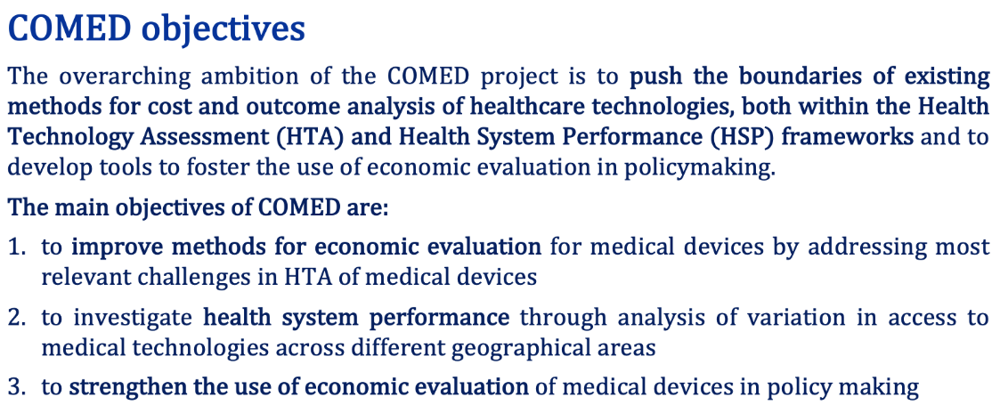 COMED objectives
The overarching ambition of the COMED project is to push the boundaries of existing
methods for cost and outcome analysis of healthcare technologies, both within the Health
Technology Assessment (HTA) and Health System Performance (HSP) frameworks and to
develop tools to foster the use of economic evaluation in policymaking.
The main objectives of COMED are:
1. to improve methods for economic evaluation for medical devices by addressing most
relevant challenges in HTA of medical devices
2. to investigate health system performance through analysis of variation in access to
medical technologies across different geographical areas
3. to strengthen the use of economic evaluation of medical devices in policy making